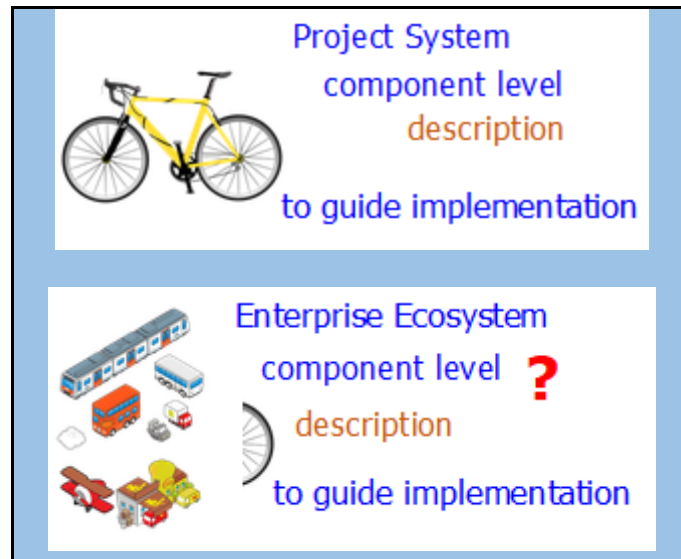 Project System
component level
description
to guide implementation
Enterprise Ecosystem
component level ?
description
to guide implementation